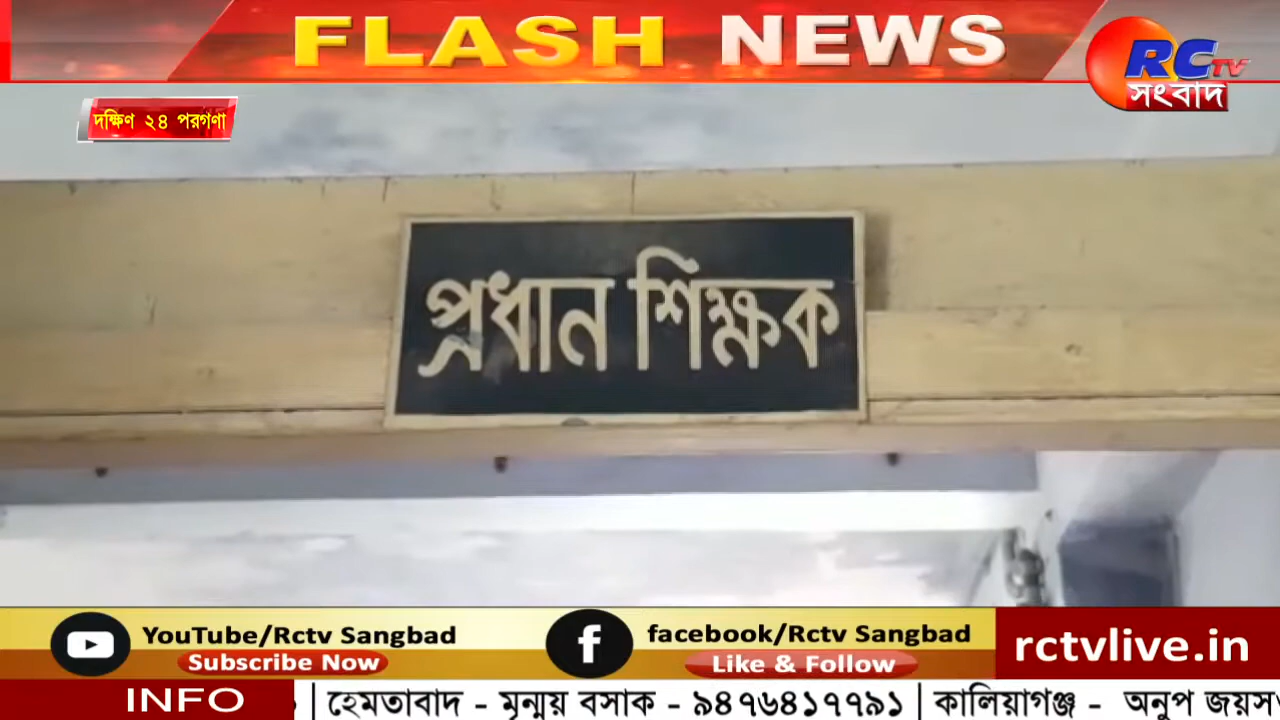 FLASH NEWS
RCTV
সংবাদ
দক্ষিণ ২৪ পরগণা
প্রধান শিক্ষক
YouTube/Rctv Sangbad
Subscribe Now
facebook/Rctv Sangbad
Like & Follow
rctvlive.in
INFO
| হেমতাবাদ - মৃন্ময় বসাক - ৯৪৭৬৪১৭৭৯১ | কালিয়াগঞ্জ - অনুপ